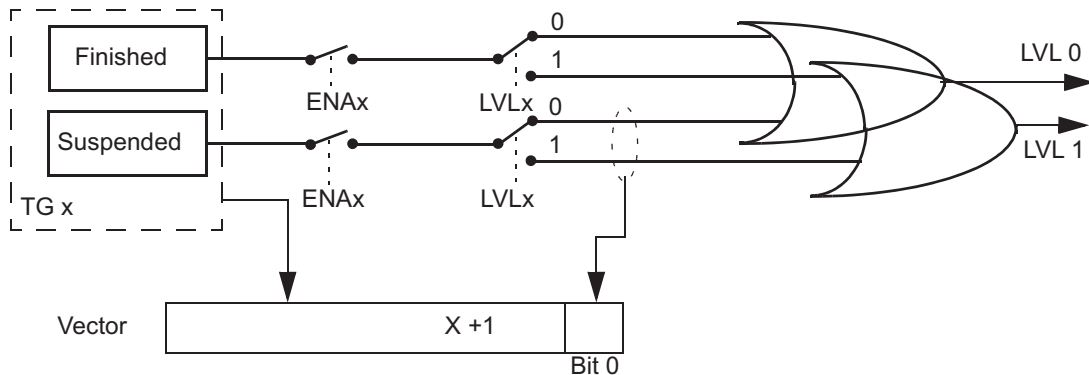 Finished
ENAx
LVLx
0
1
LVL 0
Suspended
ENAx
LVLx
0
1
LVL 1
TG x
Vector
X +1
Bit 0